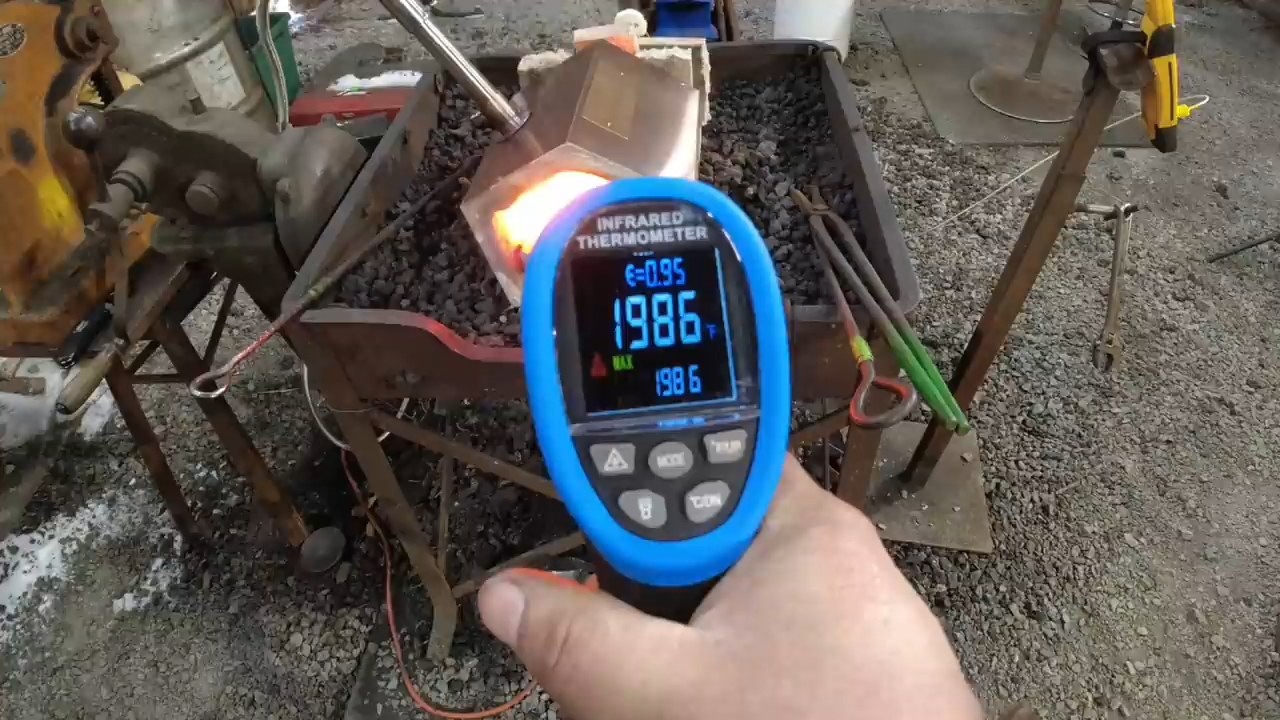 INFRARED
THERMOMETER
ε=0.95
1986 °F
MAX
1986
MODE